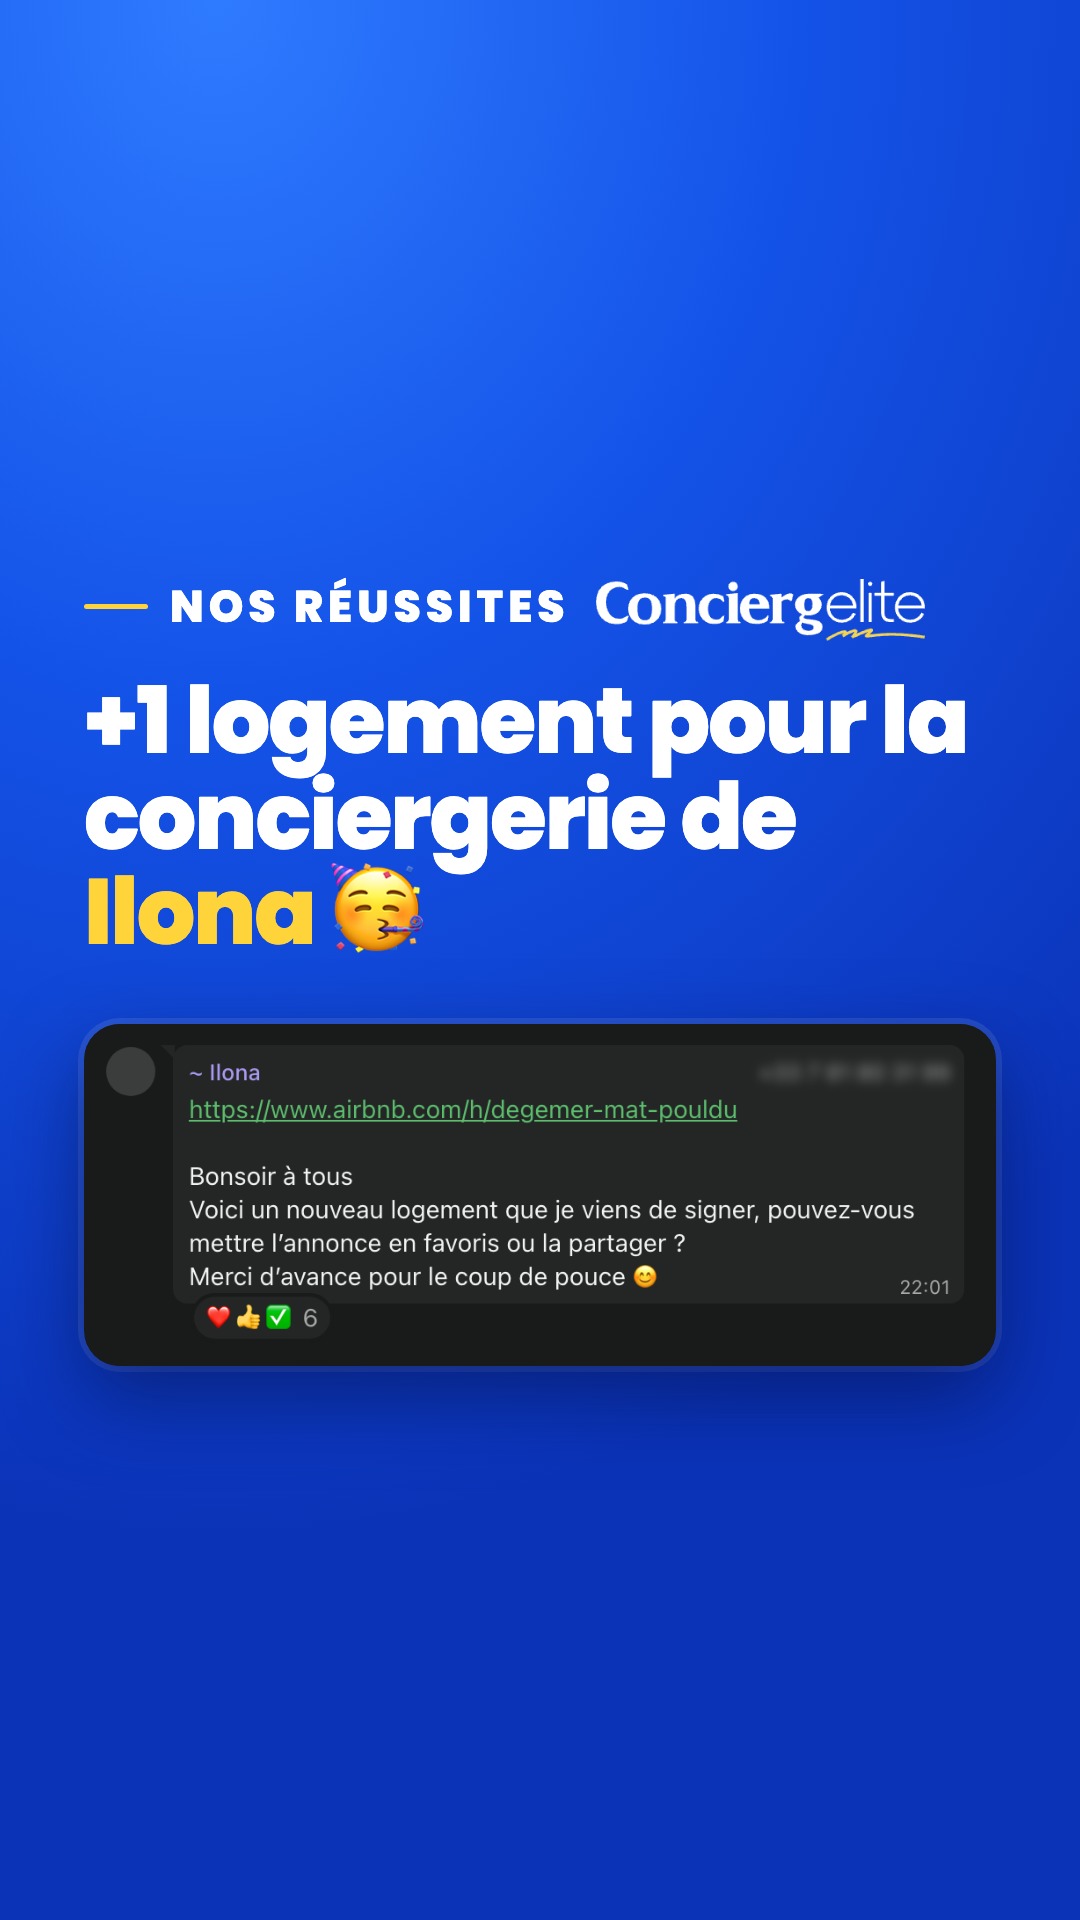 NOS RÉUSSITES Conciergelite
+1 logement pour la
conciergerie de
Ilona 🥳
~ Ilona
https://www.airbnb.com/h/degemer-mat-pouldu
Bonsoir à tous
Voici un nouveau logement que je viens de signer, pouvez-vous
mettre l’annonce en favoris ou la partager ?
Merci d’avance pour le coup de pouce 😊
22:01
❤️👍✅ 6